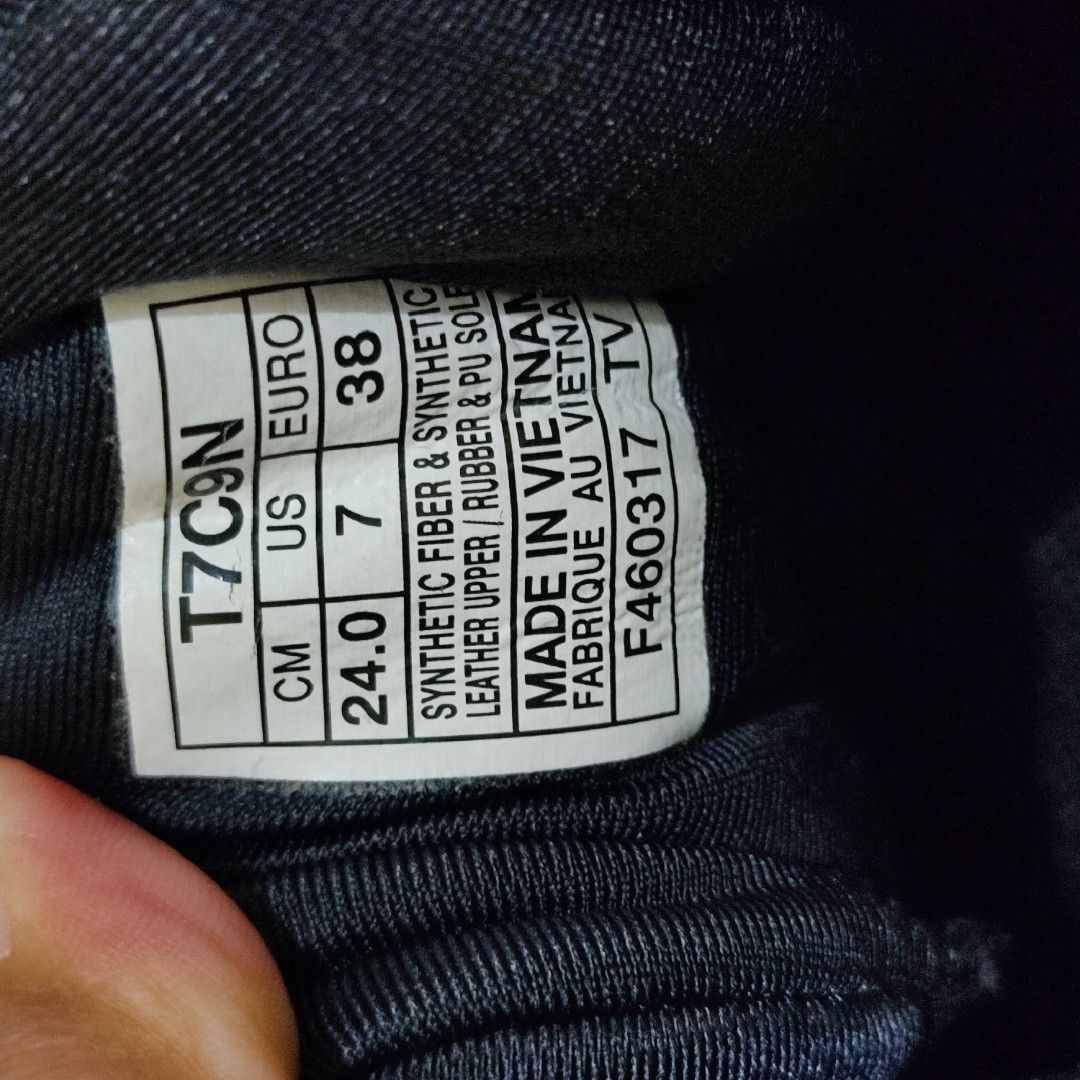 T7C9N
CM US EURO
24.0 7 38
SYNTHETIC FIBER & SYNTHETIC
LEATHER UPPER / RUBBER & PU SOLE
MADE IN VIETNAM
FABRIQUE AU VIETNA
F460317 TV